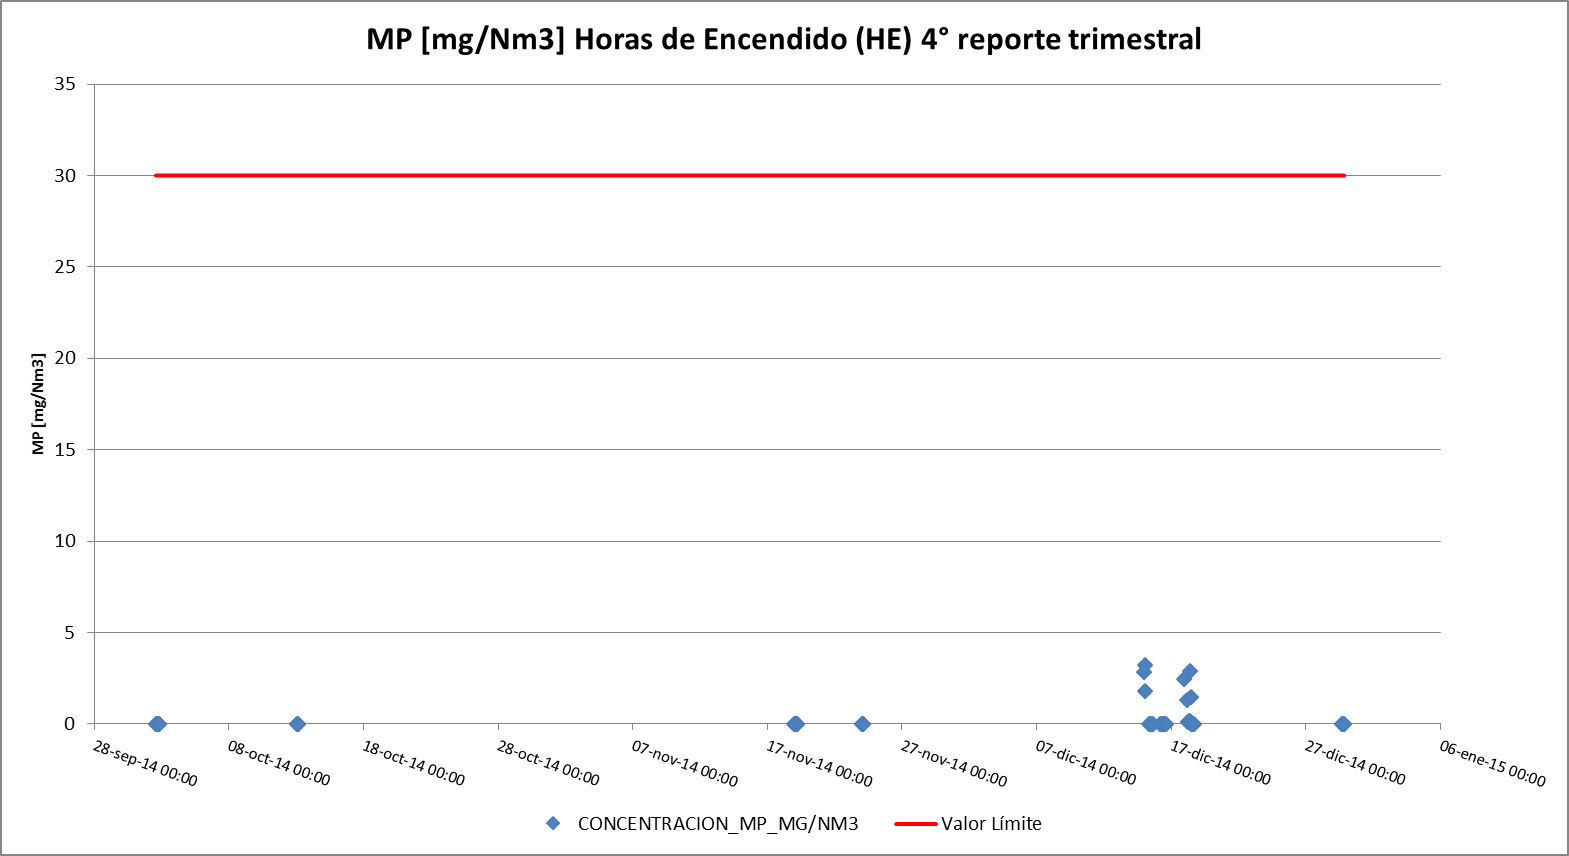 MP [mg/Nm3] Horas de Encendido (HE) 4° reporte trimestral
35
30
25
20
15
10
5
0
MP [mg/Nm3]
28-sep-14 00:00
08-oct-14 00:00
18-oct-14 00:00
28-oct-14 00:00
07-nov-14 00:00
17-nov-14 00:00
27-nov-14 00:00
07-dic-14 00:00
17-dic-14 00:00
27-dic-14 00:00
06-ene-15 00:00
CONCENTRACION_MP_MG/NM3
Valor Límite